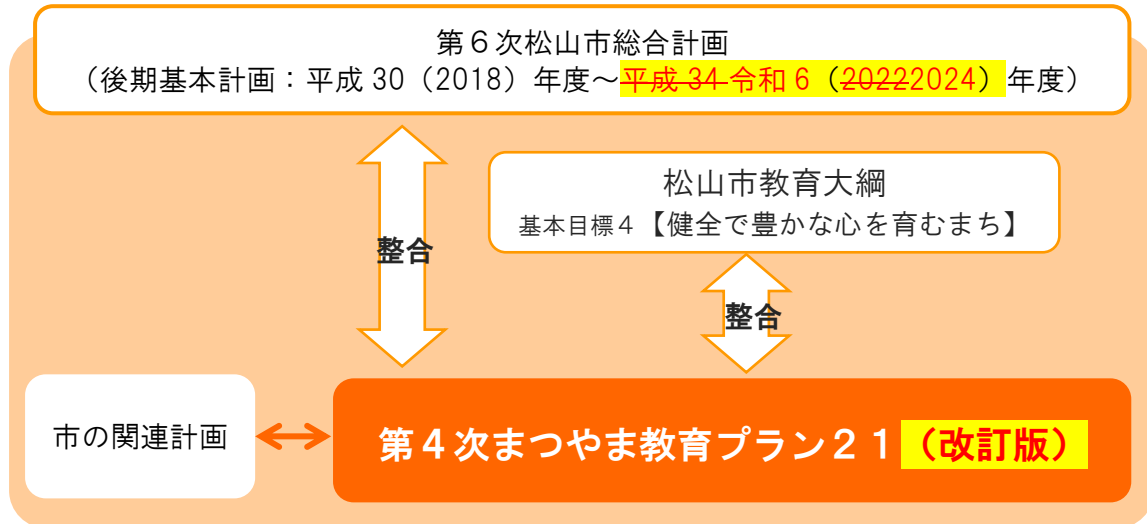 第６次松山市総合計画
（後期基本計画：平成 30（2018）年度～平成 34 令和６（20222024）年度）
松山市教育大綱
基本目標４【健全で豊かな心を育むまち】
整合
整合
市の関連計画
第４次まつやま教育プラン２１（改訂版）